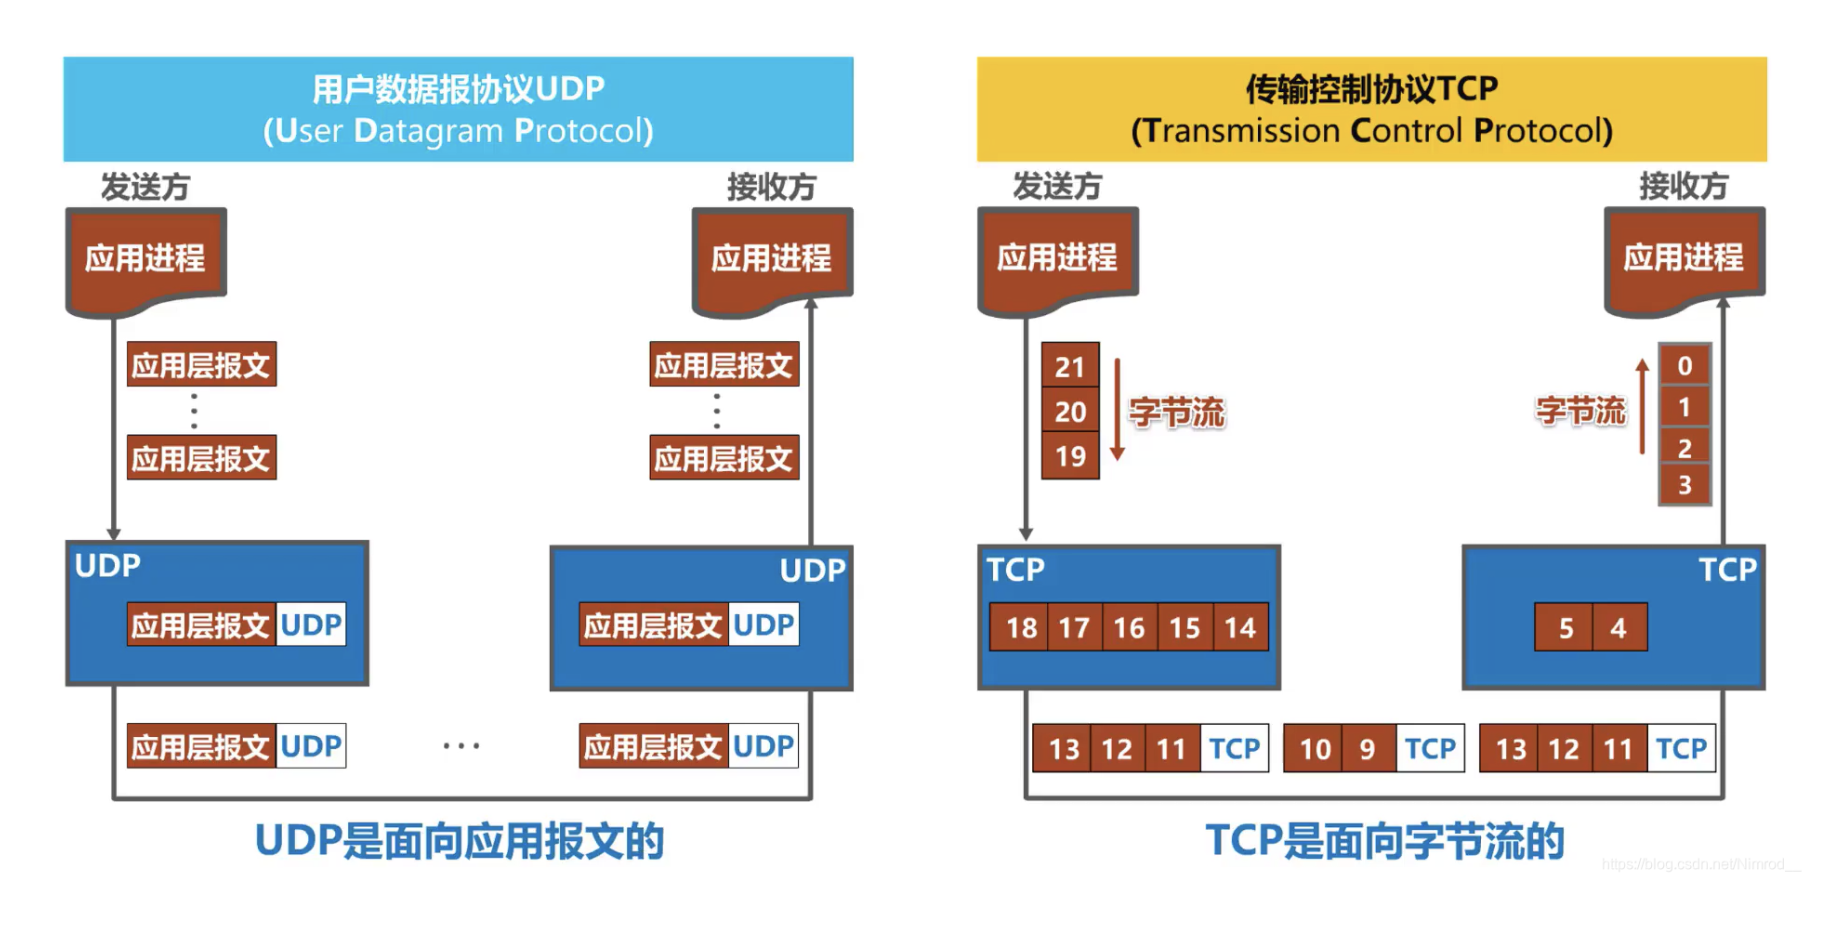 用户数据报协议UDP
(User Datagram Protocol)
发送方
接收方
应用进程
应用进程
应用层报文
应用层报文
应用层报文
应用层报文
UDP
UDP
应用层报文 UDP
应用层报文 UDP
应用层报文 UDP
...
应用层报文 UDP
UDP是面向应用报文的
传输控制协议TCP
(Transmission Control Protocol)
发送方
接收方
应用进程
应用进程
21
20
19
字节流
字节流
0
1
2
3
TCP
TCP
18 17 16 15 14
5 4
13 12 11 TCP
10 9 TCP
13 12 11 TCP
TCP是面向字节流的
https://blog.csdn.net/Nimrod__